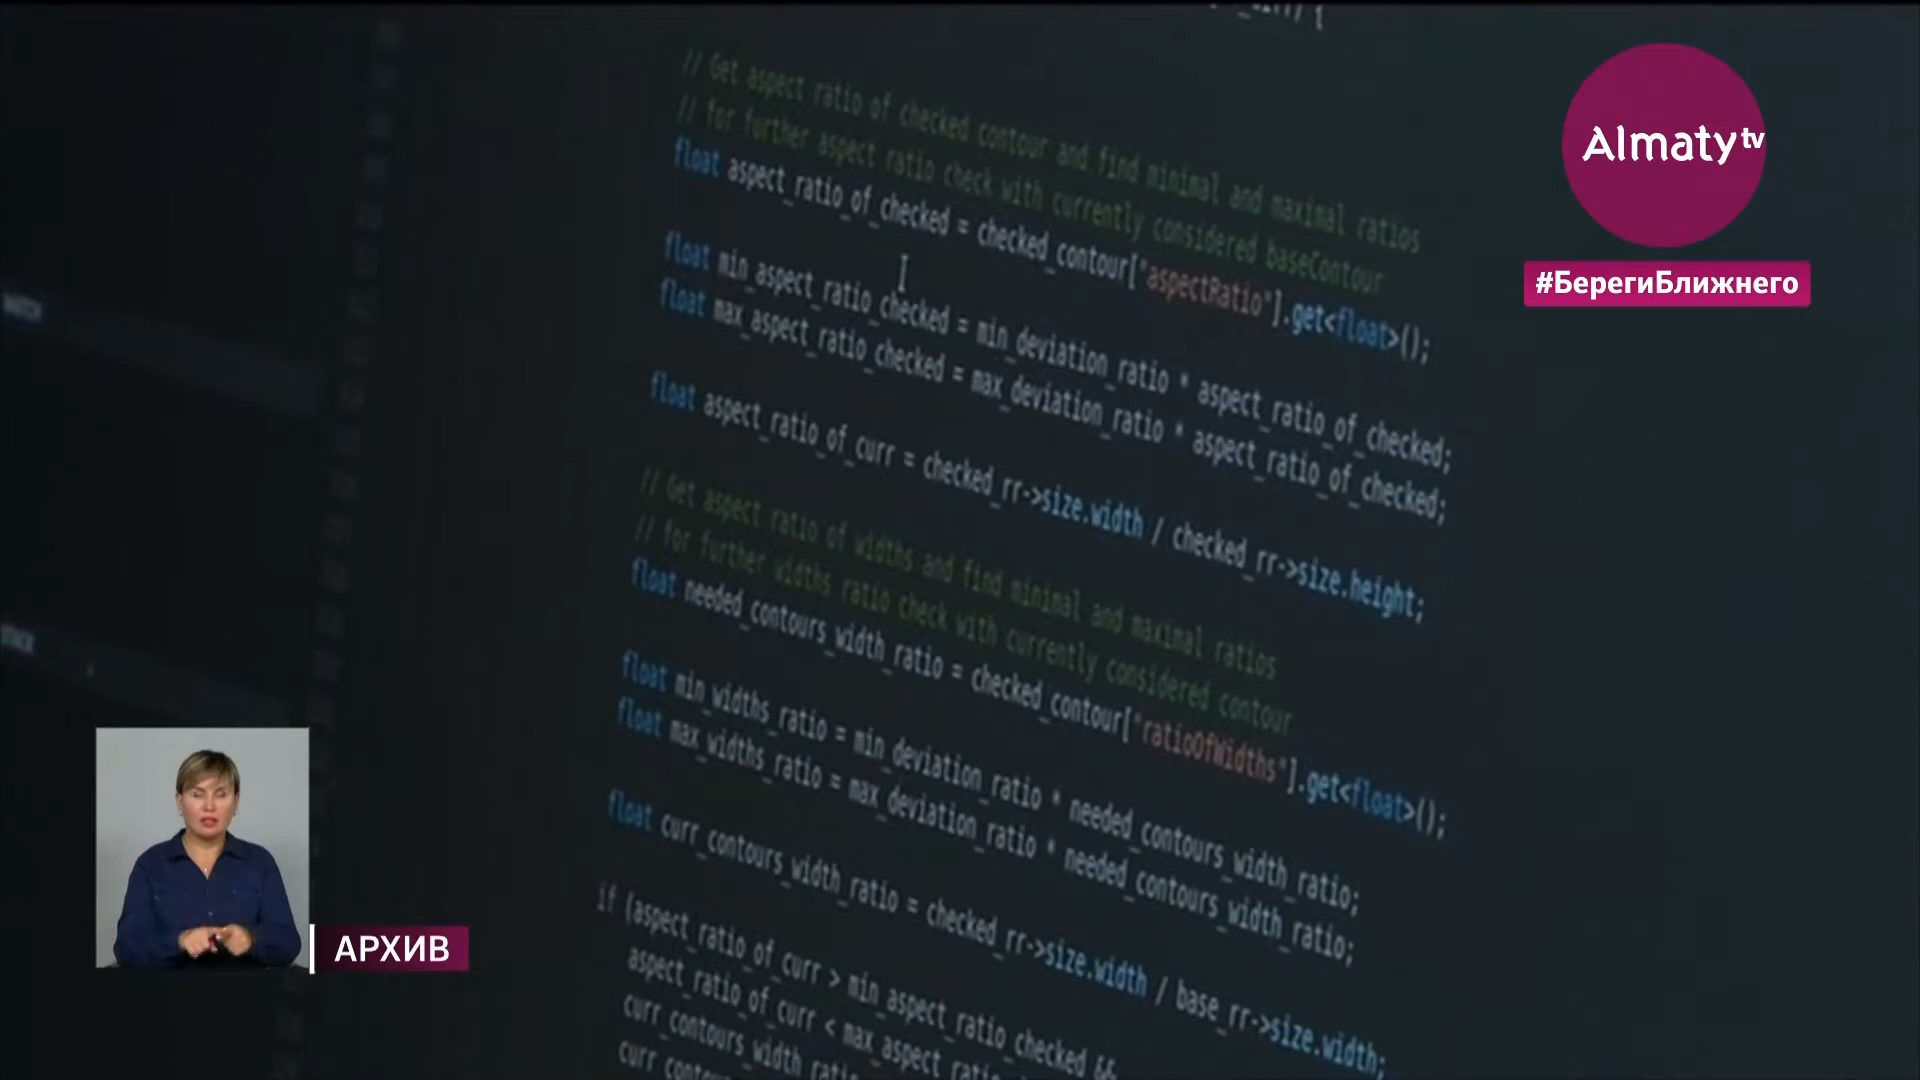 // Get aspect ratio of checked contour and find minimal and maximal ratios
// for further aspect ratio check with currently considered baseContour
float aspect_ratio_of_checked = checked_contour["aspectRatio"].get<float>();
float min_aspect_ratio_checked = min_deviation_ratio * aspect_ratio_of_checked;
float max_aspect_ratio_checked = max_deviation_ratio * aspect_ratio_of_checked;
float aspect_ratio_of_curr = checked_rr->size.width / checked_rr->size.height;
// Get aspect ratio of widths and find minimal and maximal ratios
// for further widths ratio check with currently considered contour
float needed_contours_width_ratio = checked_contour["ratioOfWidths"].get<float>();
float min_widths_ratio = min_deviation_ratio * needed_contours_width_ratio;
float max_widths_ratio = max_deviation_ratio * needed_contours_width_ratio;
float curr_contours_width_ratio = checked_rr->size.width / base_rr->size.width;
if (aspect_ratio_of_curr > min_aspect_ratio_checked &&
aspect_ratio_of_curr < max_aspect_ratio
curr_contours_width
curr
Almaty tv
#БерегиБлижнего
WATCH
STACK
АРХИВ